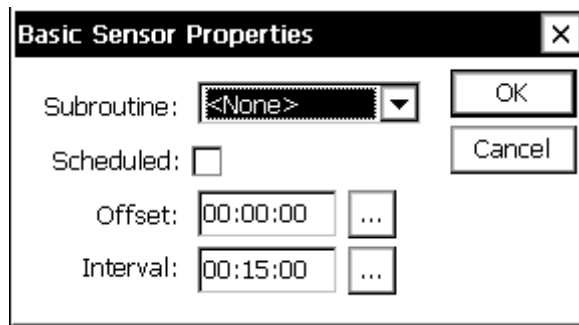 Basic Sensor Properties
Subroutine: <None>
OK
Scheduled:
Cancel
Offset: 00:00:00 ...
Interval: 00:15:00 ...